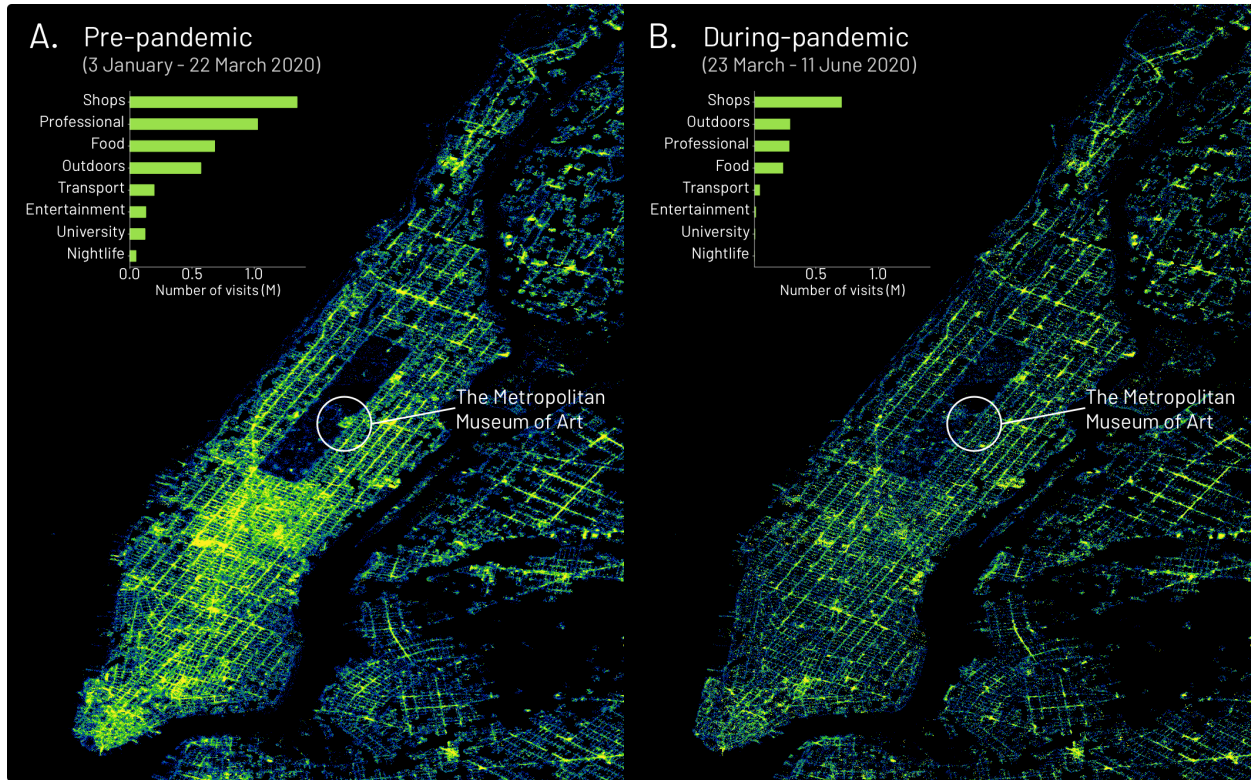 A. Pre-pandemic
(3 January - 22 March 2020)
Shops
Professional
Food
Outdoors
Transport
Entertainment
University
Nightlife
0.0 0.5 1.0
Number of visits (M)
The Metropolitan
Museum of Art
B. During-pandemic
(23 March - 11 June 2020)
Shops
Outdoors
Professional
Food
Transport
Entertainment
University
Nightlife
0.5 1.0
Number of visits (M)
The Metropolitan
Museum of Art